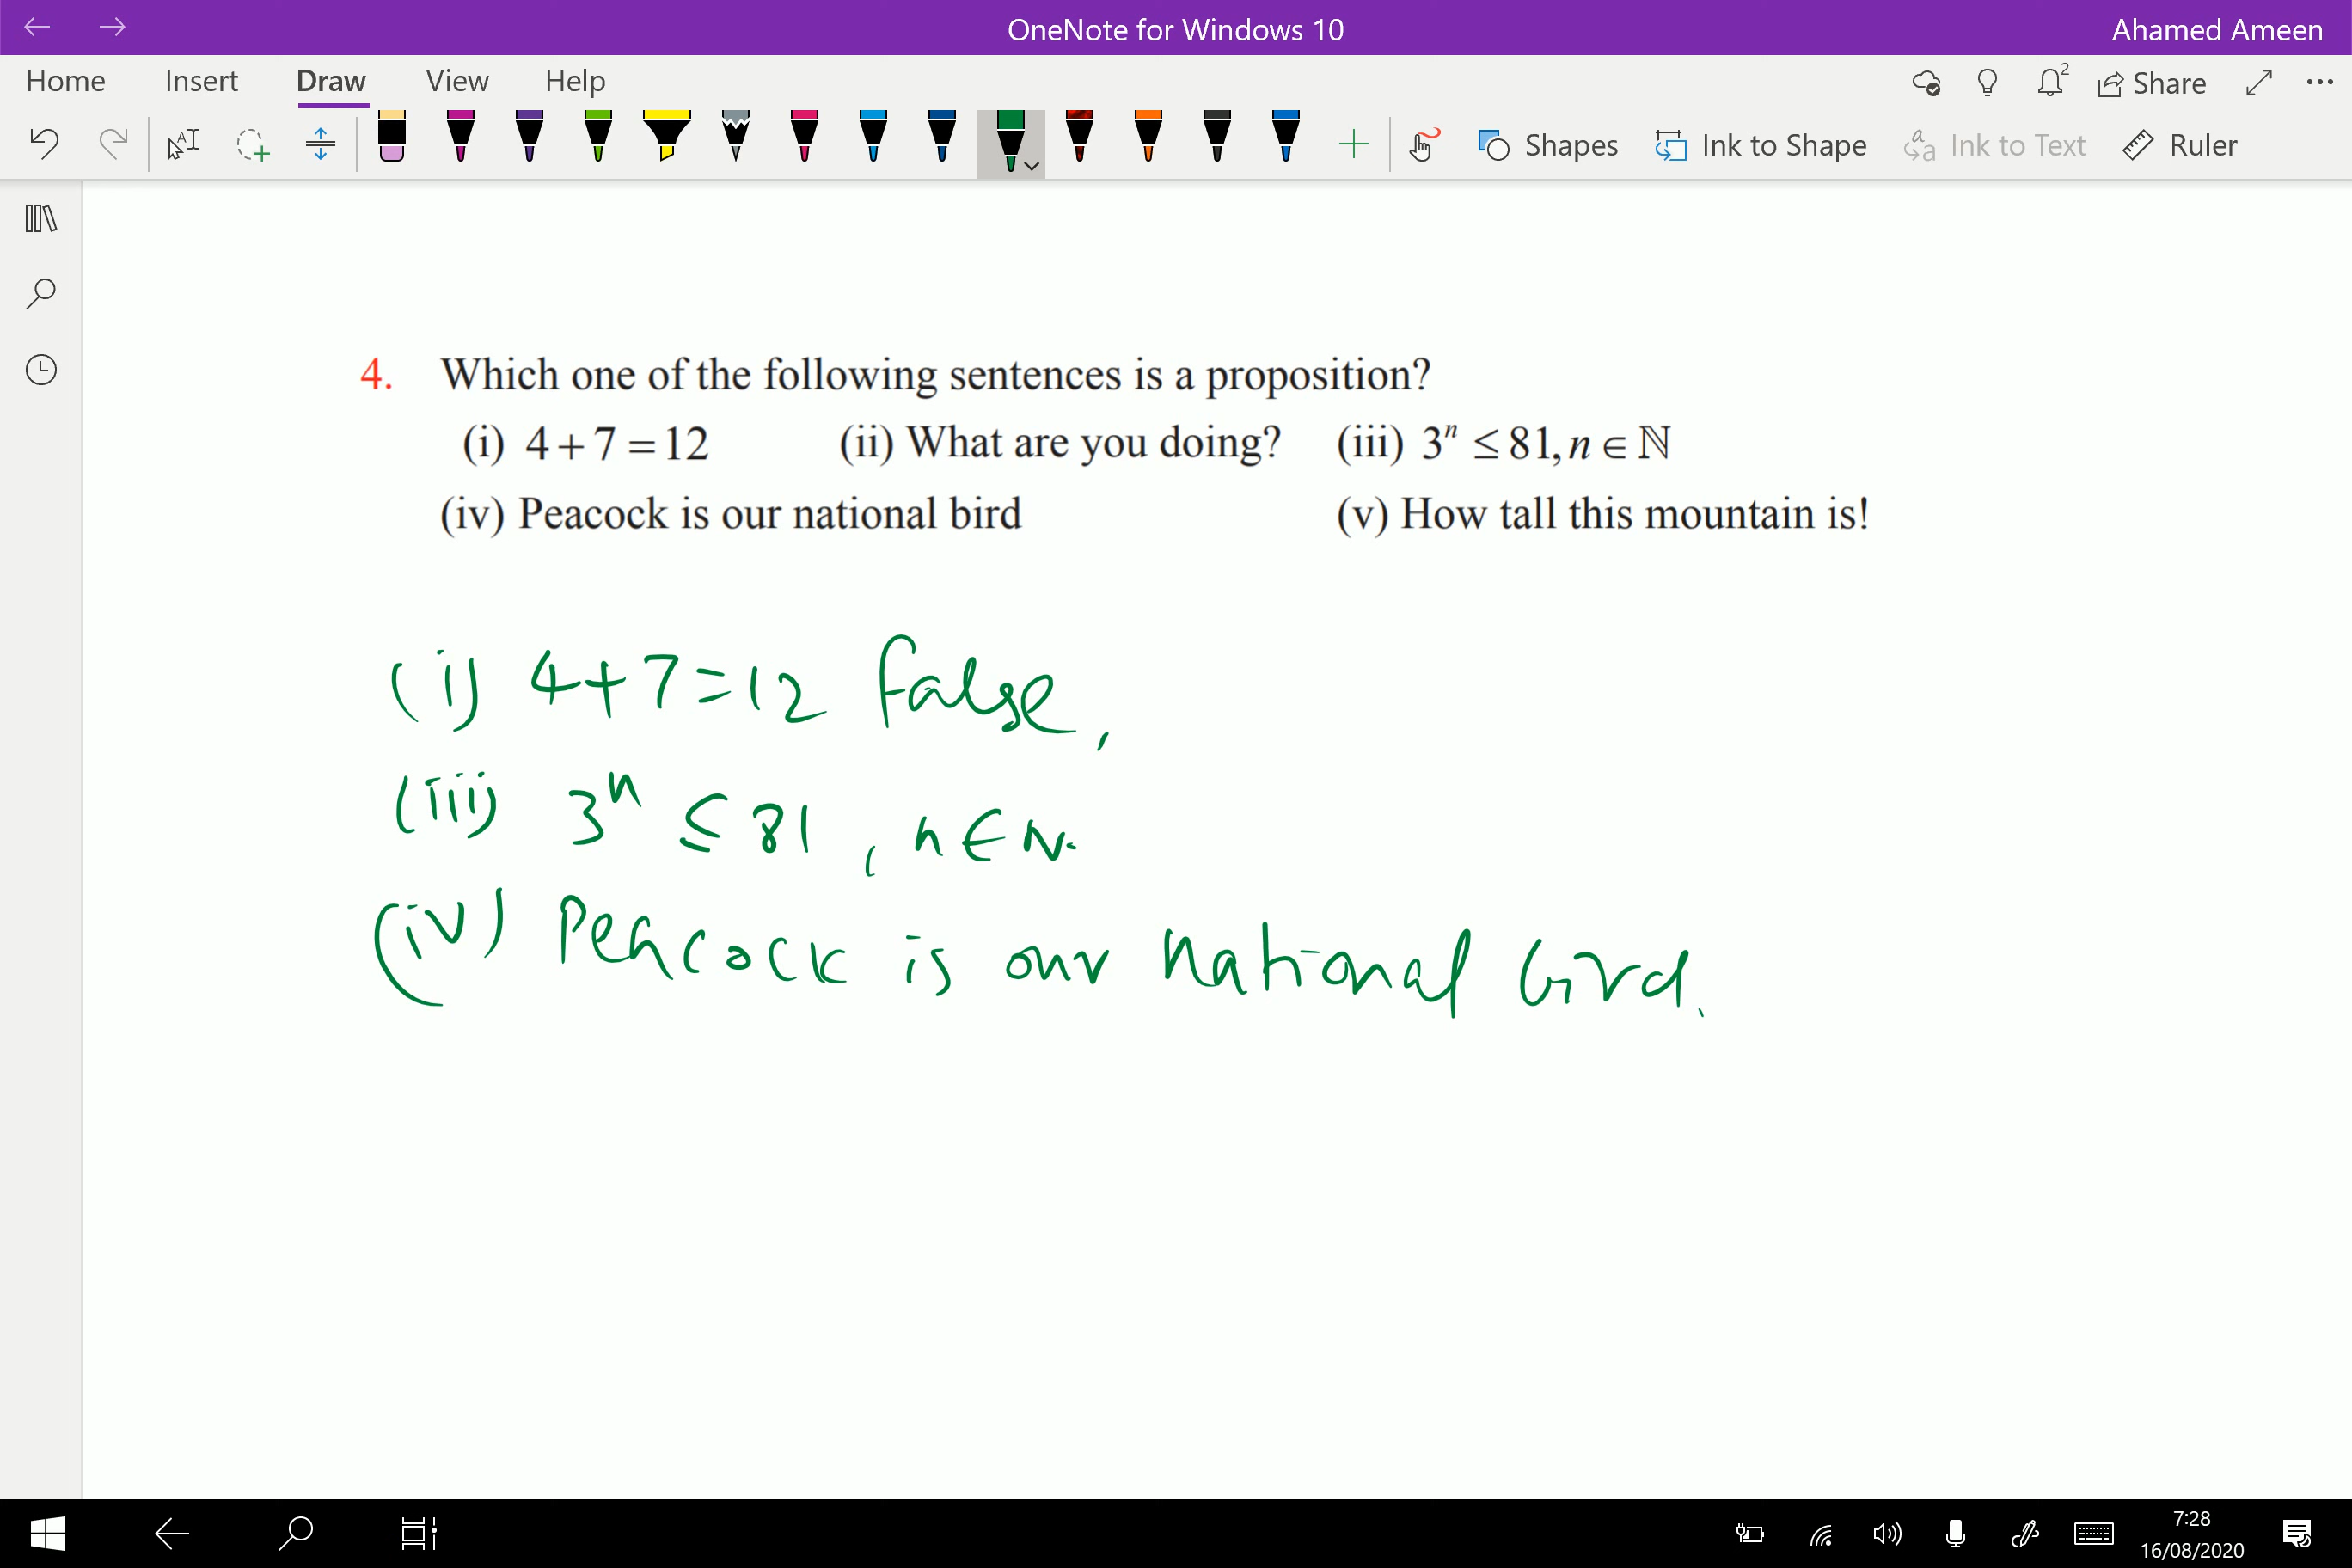 OneNote for Windows 10 Ahamed Ameen
Home Insert Draw View Help 2 Share
Shapes Ink to Shape Ink to Text Ruler
4. Which one of the following sentences is a proposition?
(i) 4 + 7 = 12 (ii) What are you doing? (iii) 3ⁿ ≤ 81, n ∈ ℕ
(iv) Peacock is our national bird (v) How tall this mountain is!
(i) 4+7=12 False,
(iii) 3ⁿ ≤ 81, n ∈ N.
(iv) Peacock is our national bird.
7:28
16/08/2020